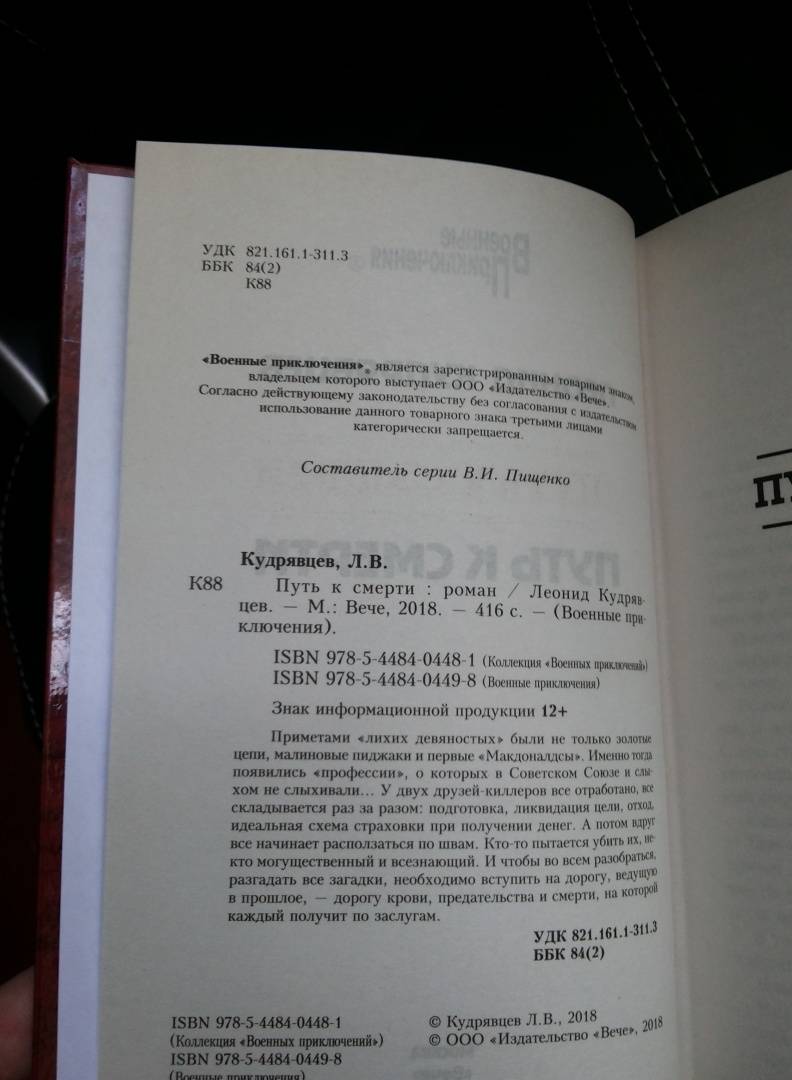 УДК 821.161.1-311.3
ББК 84(2)
К88
«Военные приключения»® является зарегистрированным товарным знаком,
владельцем которого выступает ООО «Издательство «Вече».
Согласно действующему законодательству без согласования с издательством
использование данного товарного знака третьими лицами
категорически запрещается.
Составитель серии В.И. Пищенко
Кудрявцев, Л.В.
К88 Путь к смерти : роман / Леонид Кудряв-
цев. — М.: Вече, 2018. — 416 с. — (Военные при-
ключения).
ISBN 978-5-4484-0448-1 (Коллекция «Военных приключений»)
ISBN 978-5-4484-0449-8 (Военные приключения)
Знак информационной продукции 12+
Приметами «лихих девяностых» были не только золотые
цепи, малиновые пиджаки и первые «Макдоналдсы». Именно тогда
появились «профессии», о которых в Советском Союзе и слы-
хом не слыхивали... У двух друзей-киллеров все отработано, все
складывается раз за разом: подготовка, ликвидация цели, отход,
идеальная схема страховки при получении денег. А потом вдруг
все начинает расползаться по швам. Кто-то пытается убить их, не-
кто могущественный и всезнающий. И чтобы во всем разобраться,
разгадать все загадки, необходимо вступить на дорогу, ведущую
в прошлое, — дорогу крови, предательства и смерти, на которой
каждый получит по заслугам.
УДК 821.161.1-311.3
ББК 84(2)
ISBN 978-5-4484-0448-1
(Коллекция «Военных приключений»)
ISBN 978-5-4484-0449-8
(Военные приключения)
© Кудрявцев Л.В., 2018
© ООО «Издательство «Вече», 2018
ПУ